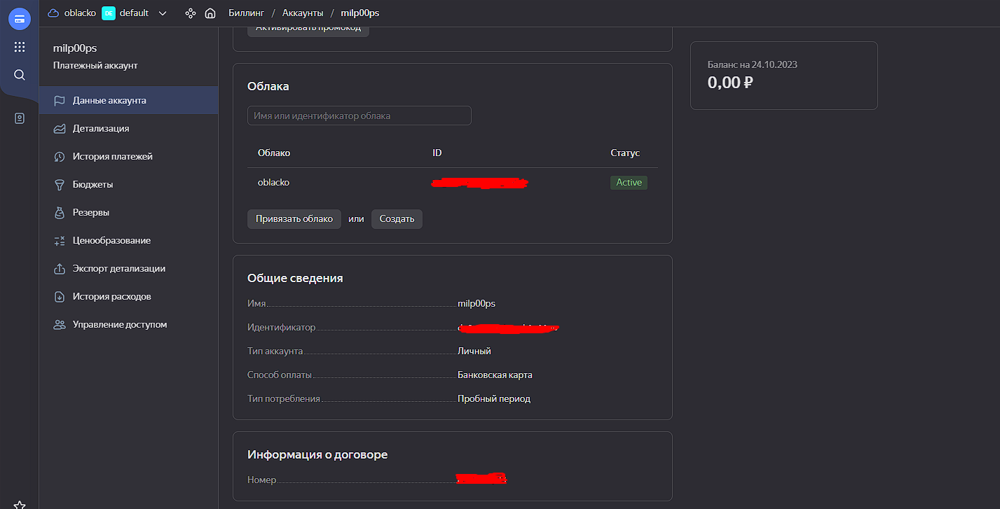 oblacko DF default Биллинг / Аккаунты / milp00ps
milp00ps
Платежный аккаунт
Данные аккаунта
Детализация
История платежей
Бюджеты
Резервы
Ценообразование
Экспорт детализации
История расходов
Управление доступом
Активировать промокод
Облака
Имя или идентификатор облака
Облако ID Статус
oblacko Active
Привязать облако или Создать
Общие сведения
Имя milp00ps
Идентификатор
Тип аккаунта Личный
Способ оплаты Банковская карта
Тип потребления Пробный период
Информация о договоре
Номер
Баланс на 24.10.2023
0,00 ₽